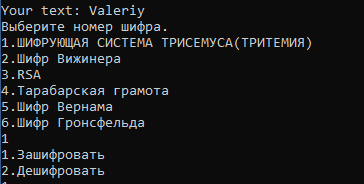 Your text: Valeriy
Выберите номер шифра.
1.ШИФРУЮЩАЯ СИСТЕМА ТРИСЕМУСА(ТРИТЕМИЯ)
2.Шифр Вижинера
3.RSA
4.Тарабарская грамота
5.Шифр Вернама
6.Шифр Гронсфельда
1
1.Зашифровать
2.Дешифровать